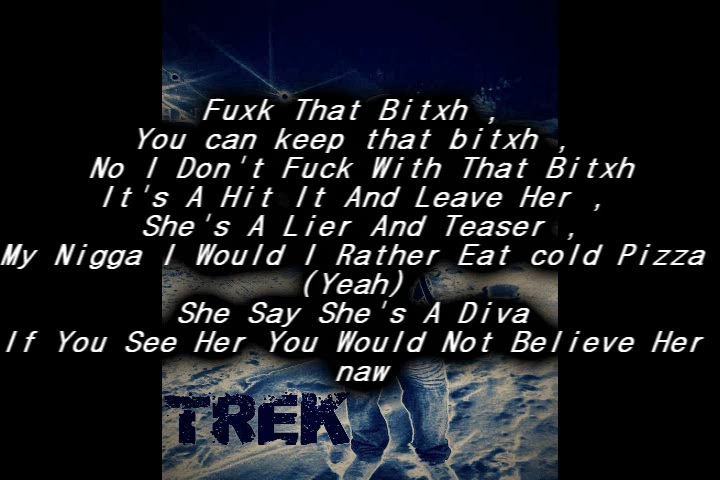 Fuxk That Bitxh ,
You can keep that bitxh ,
No I Don't Fuck With That Bitxh
It's A Hit It And Leave Her ,
She's A Lier And Teaser ,
My Nigga I Would I Rather Eat cold Pizza
(Yeah)
She Say She's A Diva
If You See Her You Would Not Believe Her
naw
TREK